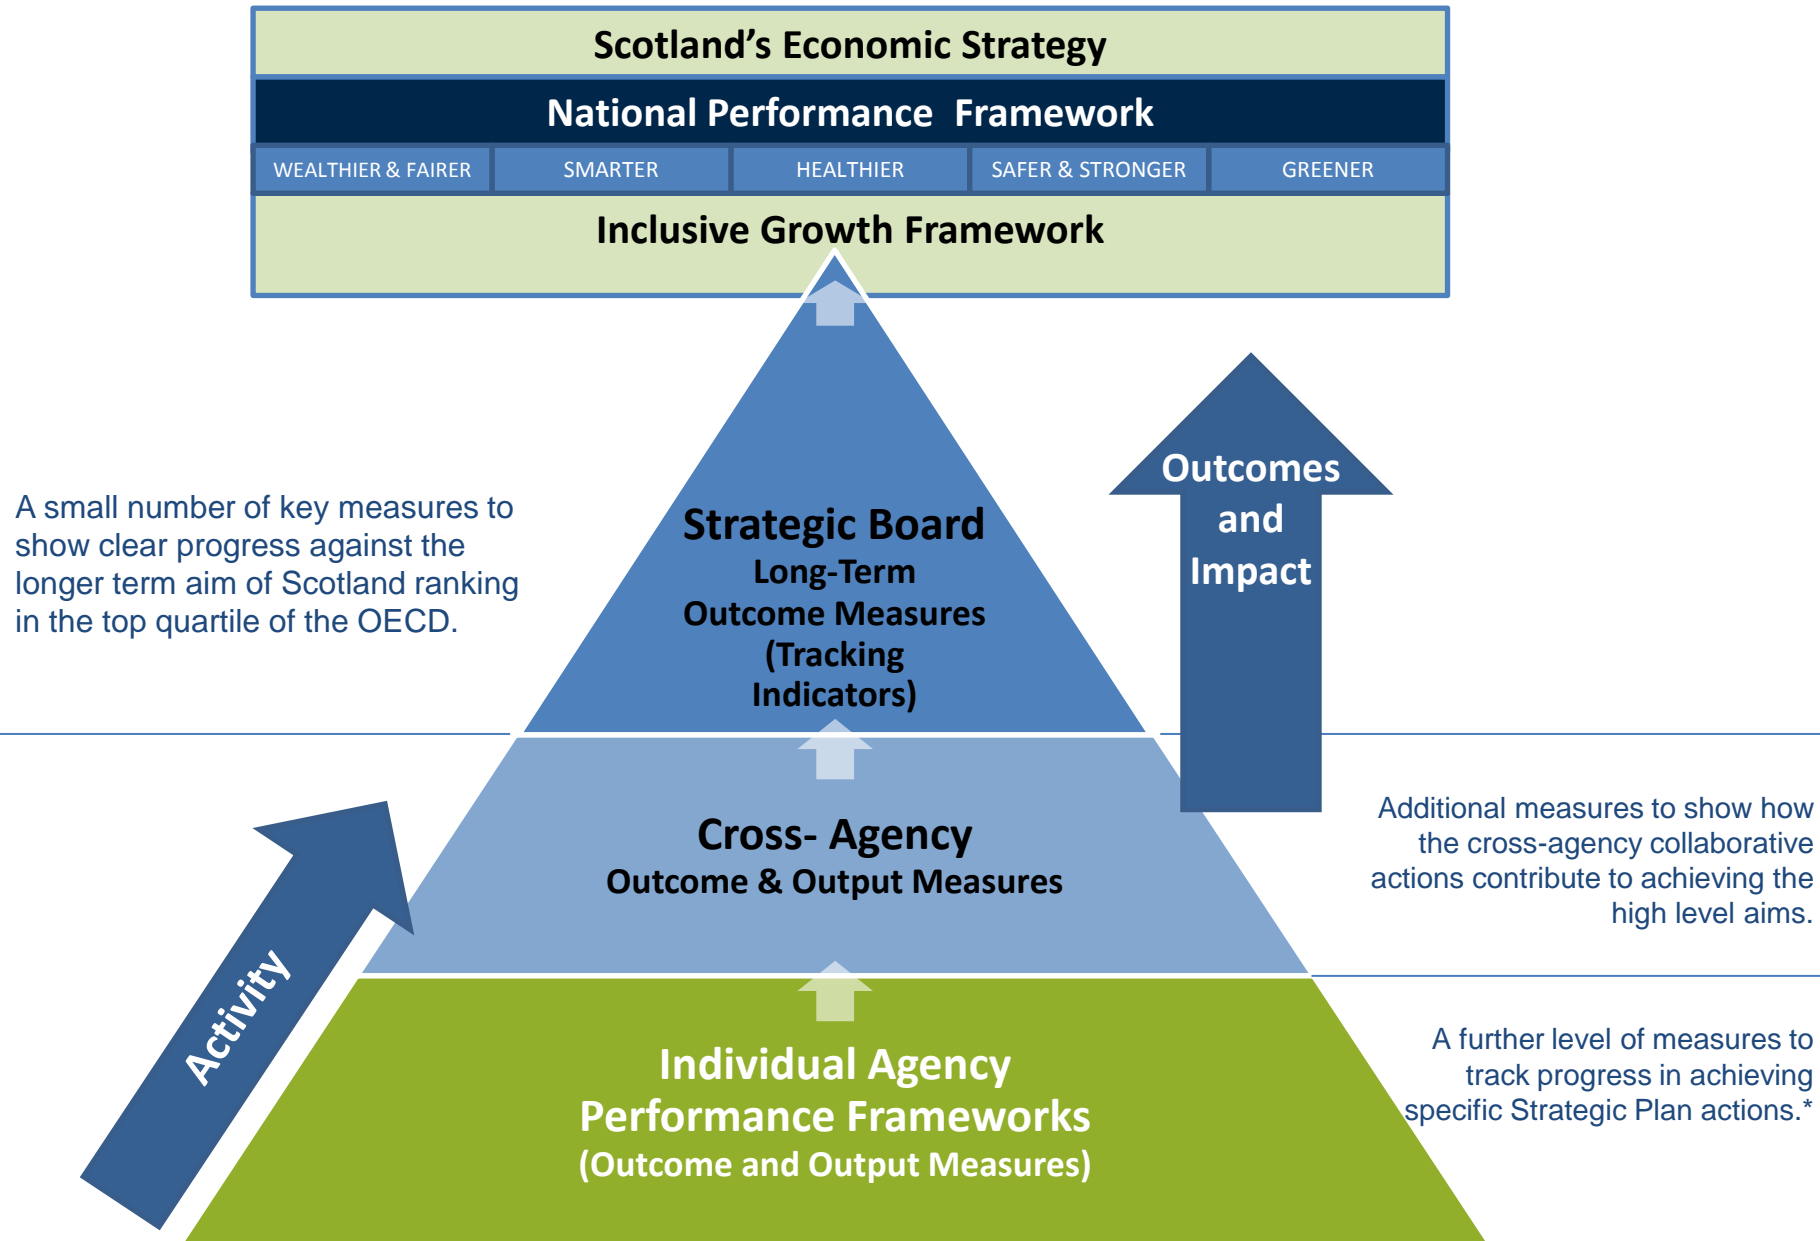 Scotland’s Economic Strategy
National Performance Framework
WEALTHIER & FAIRER
SMARTER
HEALTHIER
SAFER & STRONGER
GREENER
Inclusive Growth Framework
A small number of key measures to
show clear progress against the
longer term aim of Scotland ranking
in the top quartile of the OECD.
Strategic Board
Long-Term
Outcome Measures
(Tracking
Indicators)
Outcomes
and
Impact
Cross- Agency
Outcome & Output Measures
Additional measures to show how
the cross-agency collaborative
actions contribute to achieving the
high level aims.
Activity
Individual Agency
Performance Frameworks
(Outcome and Output Measures)
A further level of measures to
track progress in achieving
specific Strategic Plan actions.*